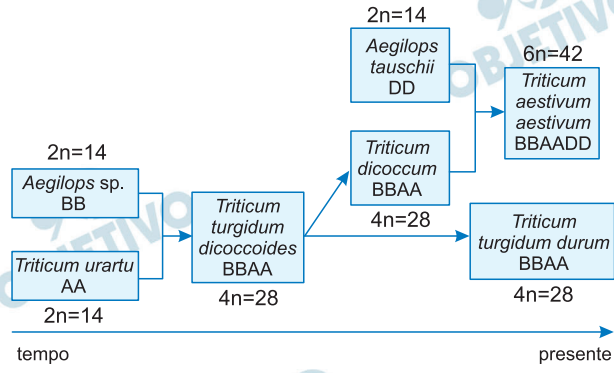 2n=14
Aegilops
tauschii
DD
6n=42
Triticum
aestivum
aestivum
BBAADD
2n=14
Aegilops sp.
BB
Triticum urartu
AA
2n=14
Triticum
turgidum
dicoccoides
BBAA
4n=28
Triticum
dicoccum
BBAA
4n=28
Triticum
turgidum durum
BBAA
4n=28
tempo
presente
OBJETIVO
OBJETIVO